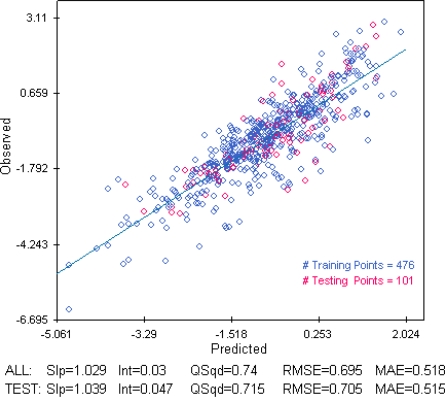 3.11
0.659
-1.792
-4.243
-6.695
Observed
# Training Points = 476
# Testing Points = 101
-5.061 -3.29 -1.518 0.253 2.024
Predicted
ALL: Slp=1.029 Int=0.03 QSqd=0.74 RMSE=0.695 MAE=0.518
TEST: Slp=1.039 Int=0.047 QSqd=0.715 RMSE=0.705 MAE=0.515